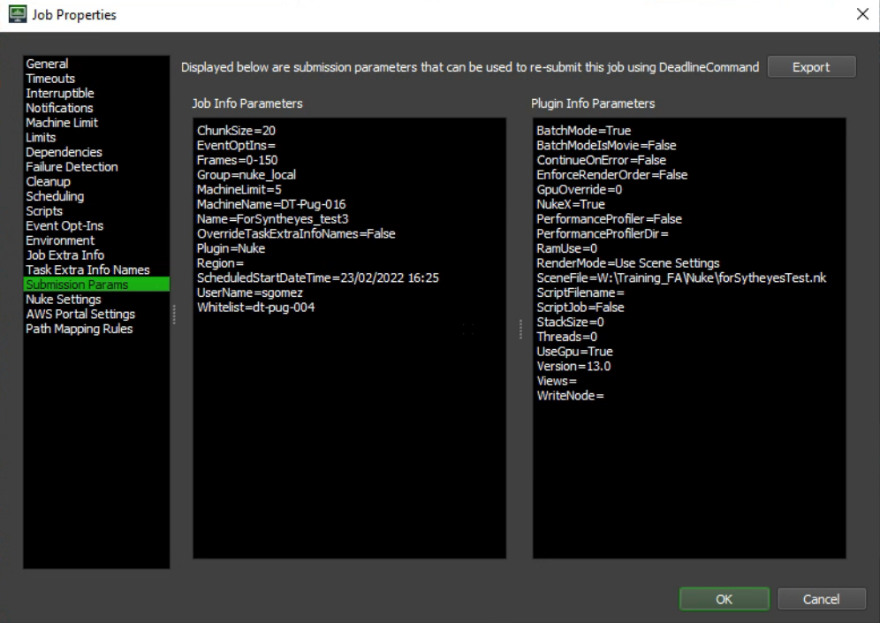 Job Properties
General
Timeouts
Interruptible
Notifications
Machine Limit
Limits
Dependencies
Failure Detection
Cleanup
Scheduling
Scripts
Event Opt-Ins
Environment
Job Extra Info
Task Extra Info Names
Submission Params
Nuke Settings
AWS Portal Settings
Path Mapping Rules
Displayed below are submission parameters that can be used to re-submit this job using DeadlineCommand
Export
Job Info Parameters
ChunkSize=20
EventOptIns=
Frames=0-150
Group=nuke_local
MachineLimit=5
MachineName=DT-Pug-016
Name=ForSyntheyes_test3
OverrideTaskExtraInfoNames=False
Plugin=Nuke
Region=
ScheduledStartDateTime=23/02/2022 16:25
UserName=sgomez
Whitelist=dt-pug-004
Plugin Info Parameters
BatchMode=True
BatchModeIsMovie=False
ContinueOnError=False
EnforceRenderOrder=False
GpuOverride=0
NukeX=True
PerformanceProfiler=False
PerformanceProfilerDir=
RamUse=0
RenderMode=Use Scene Settings
SceneFile=W:\Training_FA\Nuke\forSytheyesTest.nk
ScriptFilename=
ScriptJob=False
StackSize=0
Threads=0
UseGpu=True
Version=13.0
Views=
WriteNode=
OK
Cancel